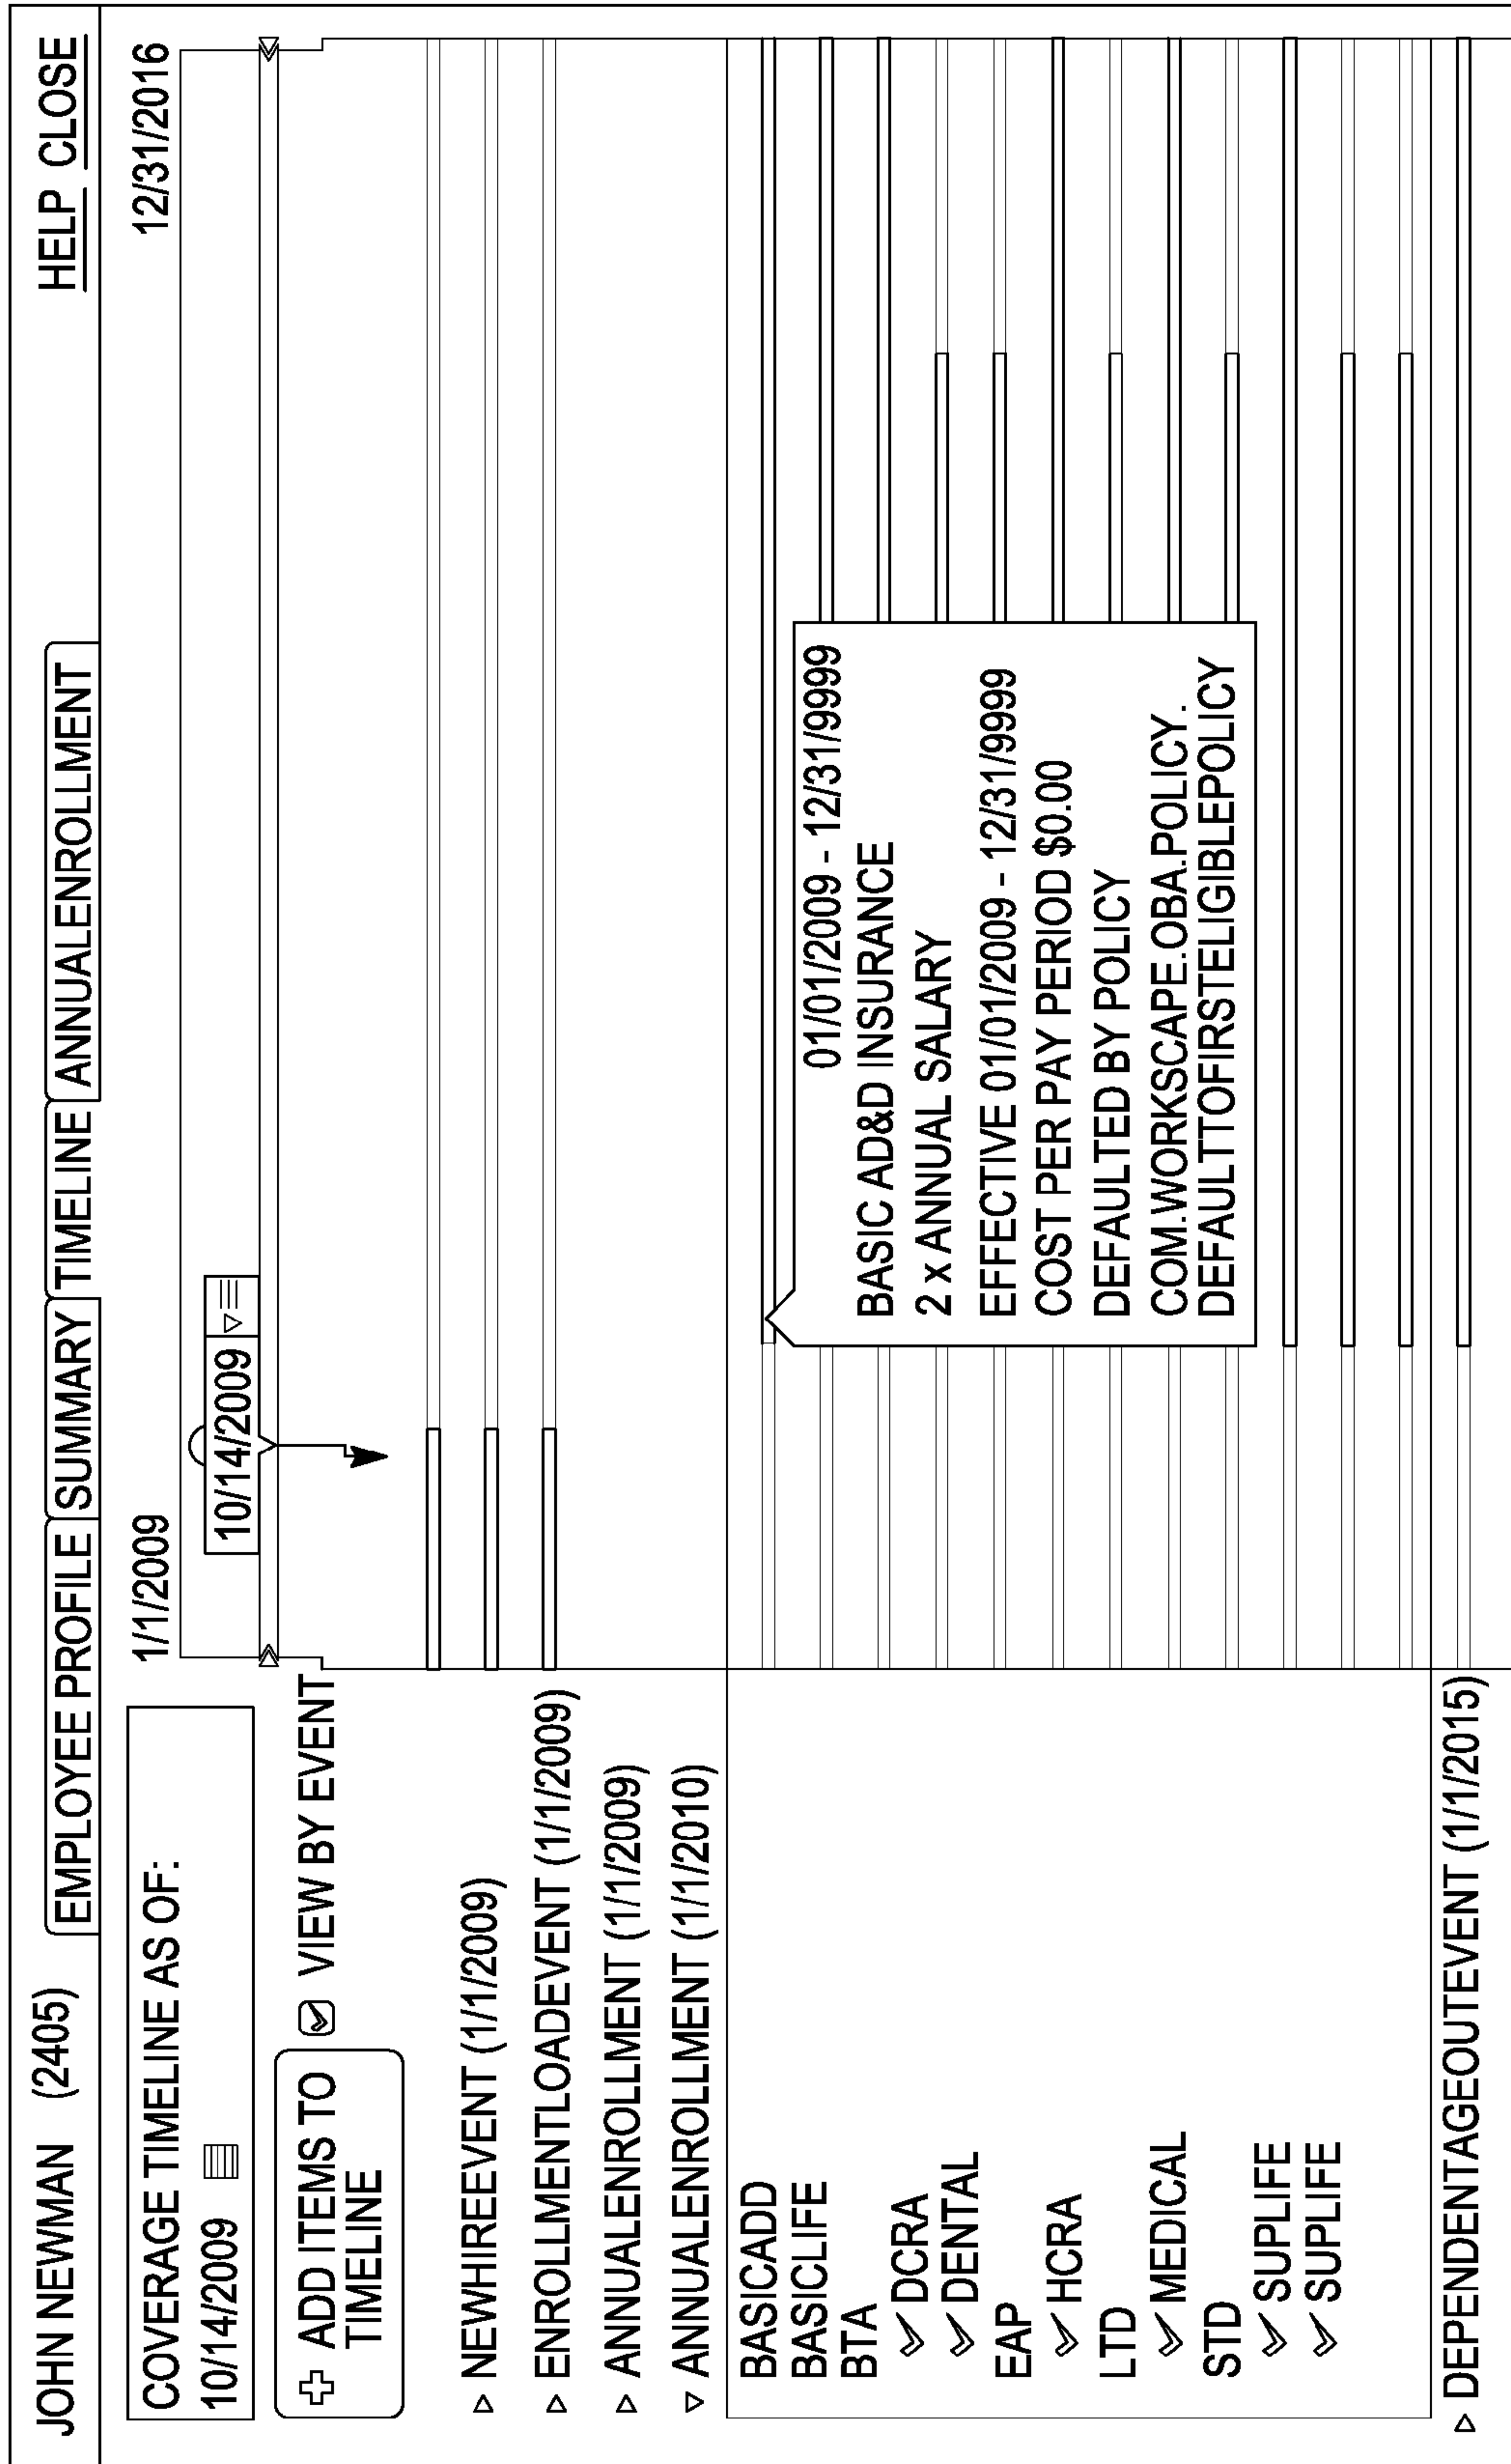 JOHN NEWMAN (2405) EMPLOYEE PROFILE SUMMARY TIMELINE ANNUALENROLLMENT HELP CLOSE
COVERAGE TIMELINE AS OF:
10/14/2009
1/1/2009 12/31/2016
10/14/2009
ADD ITEMS TO
TIMELINE
VIEW BY EVENT
NEWHIREEVENT (1/1/2009)
ENROLLMENTLOADEVENT (1/1/2009)
ANNUALENROLLMENT (1/1/2009)
ANNUALENROLLMENT (1/1/2010)
BASICADD
BASICLIFE
BTA
DCRA
DENTAL
EAP
HCRA
LTD
MEDICAL
STD
SUPLIFE
SUPLIFE
01/01/2009 - 12/31/9999
BASIC AD&D INSURANCE
2 x ANNUAL SALARY
EFFECTIVE 01/01/2009 - 12/31/9999
COST PER PAY PERIOD $0.00
DEFAULTED BY POLICY
COM.WORKSCAPE.OBA.POLICY.
DEFAULTTOFIRSTELIGIBLEPOLICY
DEPENDENTAGEOUTEVENT (1/1/2015)